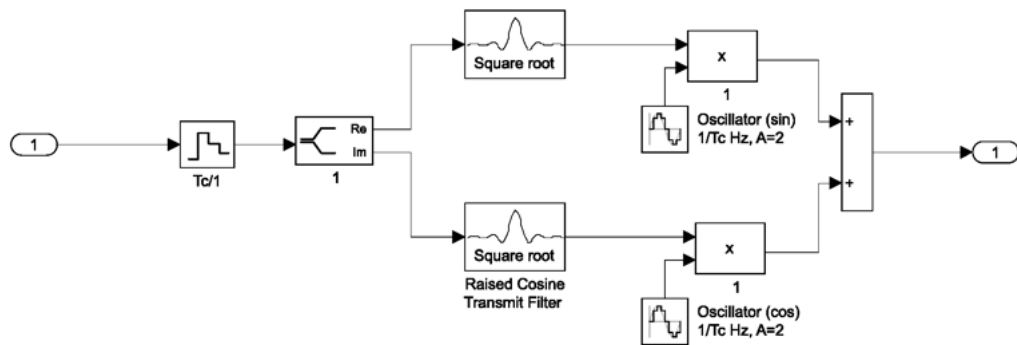 Square root
x
1
Oscillator (sin)
1/Tc Hz, A=2
1
Tc/1
Re
Im
1
+
+
1
Square root
Raised Cosine
Transmit Filter
x
1
Oscillator (cos)
1/Tc Hz, A=2